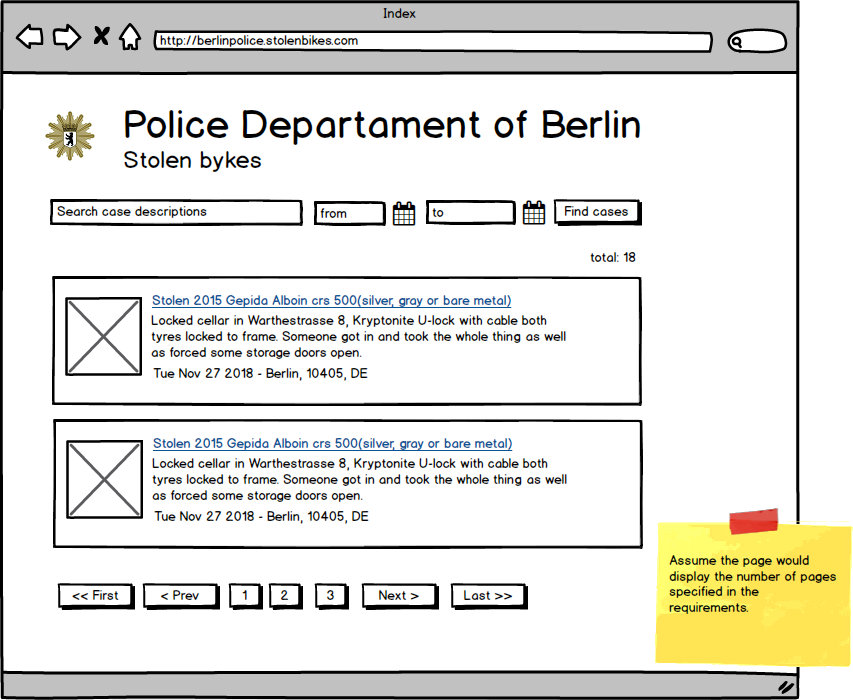 Index
http://berlinpolice.stolenbikes.com
Police Departament of Berlin
Stolen bykes
Search case descriptions
from
to
Find cases
total: 18
Stolen 2015 Gepida Alboin crs 500(silver, gray or bare metal)
Locked cellar in Warthestrasse 8, Kryptonite U-lock with cable both
tyres locked to frame. Someone got in and took the whole thing as well
as forced some storage doors open.
Tue Nov 27 2018 - Berlin, 10405, DE
Stolen 2015 Gepida Alboin crs 500(silver, gray or bare metal)
Locked cellar in Warthestrasse 8, Kryptonite U-lock with cable both
tyres locked to frame. Someone got in and took the whole thing as well
as forced some storage doors open.
Tue Nov 27 2018 - Berlin, 10405, DE
<< First
< Prev
1
2
3
Next >
Last >>
Assume the page would
display the number of pages
specified in the
requirements.